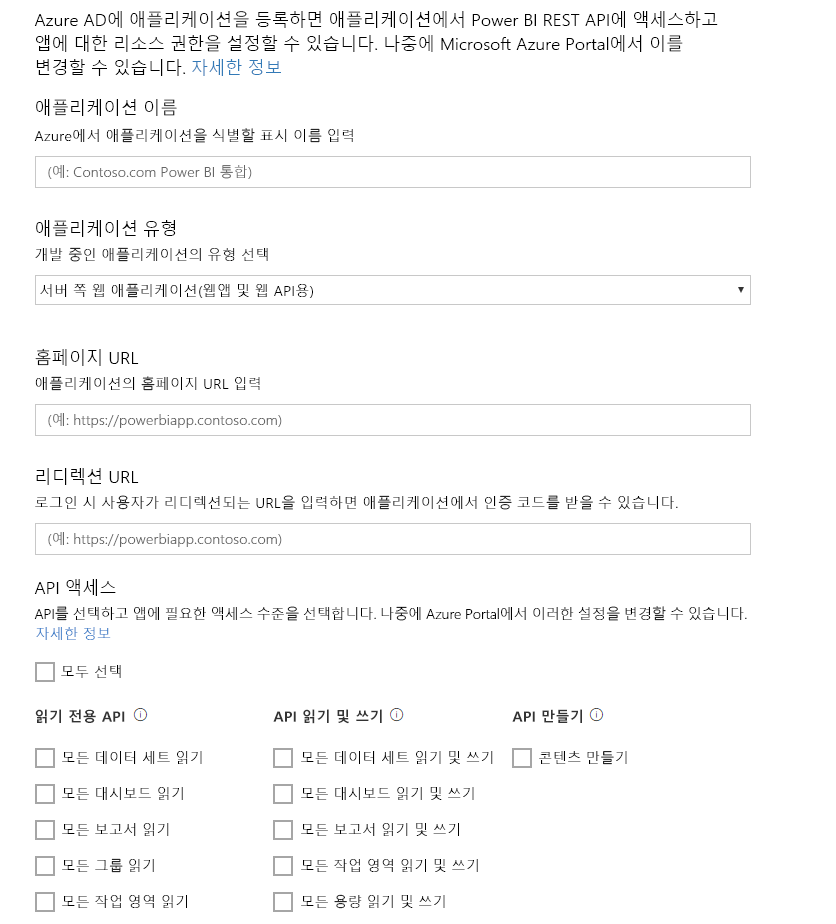 Azure AD에 애플리케이션을 등록하면 애플리케이션에서 Power BI REST API에 액세스하고
앱에 대한 리소스 권한을 설정할 수 있습니다. 나중에 Microsoft Azure Portal에서 이를
변경할 수 있습니다. 자세한 정보
애플리케이션 이름
Azure에서 애플리케이션을 식별할 표시 이름 입력
(예: Contoso.com Power BI 통합)
애플리케이션 유형
개발 중인 애플리케이션의 유형 선택
서버 쪽 웹 애플리케이션(웹앱 및 웹 API용)
홈페이지 URL
애플리케이션의 홈페이지 URL 입력
(예: https://powerbiapp.contoso.com)
리디렉션 URL
로그인 시 사용자가 리디렉션되는 URL을 입력하면 애플리케이션에서 인증 코드를 받을 수 있습니다.
(예: https://powerbiapp.contoso.com)
API 액세스
API를 선택하고 앱에 필요한 액세스 수준을 선택합니다. 나중에 Azure Portal에서 이러한 설정을 변경할 수 있습니다.
자세한 정보
모두 선택
읽기 전용 API API 읽기 및 쓰기 API 만들기
모든 데이터 세트 읽기 모든 데이터 세트 읽기 및 쓰기 콘텐츠 만들기
모든 대시보드 읽기 모든 대시보드 읽기 및 쓰기
모든 보고서 읽기 모든 보고서 읽기 및 쓰기
모든 그룹 읽기 모든 작업 영역 읽기 및 쓰기
모든 작업 영역 읽기 모든 용량 읽기 및 쓰기